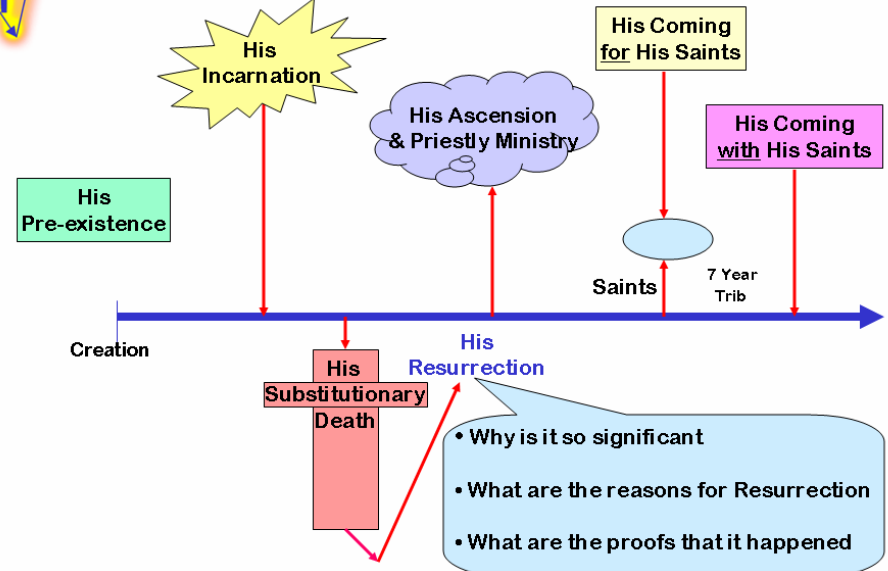 His
Incarnation
His Coming
for His Saints
His Ascension
& Priestly Ministry
His Coming
with His Saints
His
Pre-existence
Saints
7 Year
Trib
Creation
His
Substitutionary
Death
His
Resurrection
• Why is it so significant
• What are the reasons for Resurrection
• What are the proofs that it happened